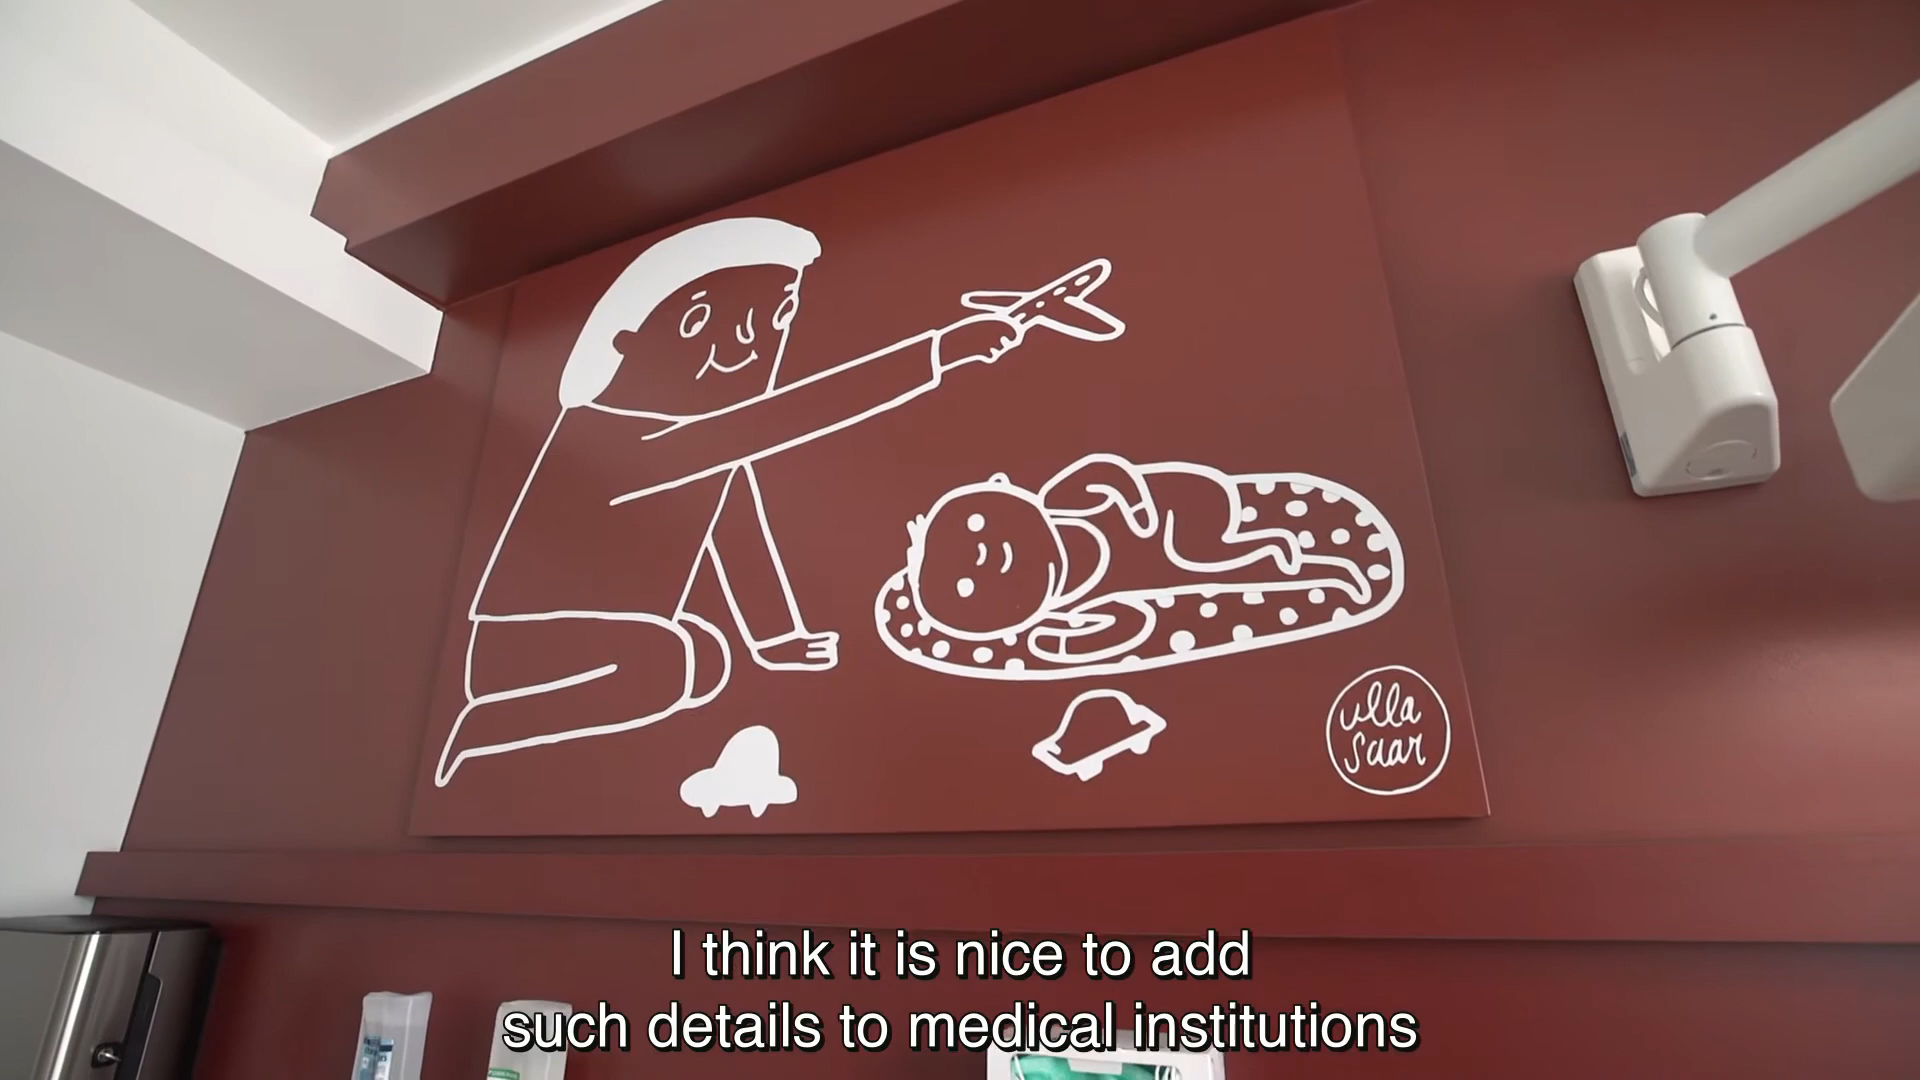 ulla
saar
I think it is nice to add
such details to medical institutions